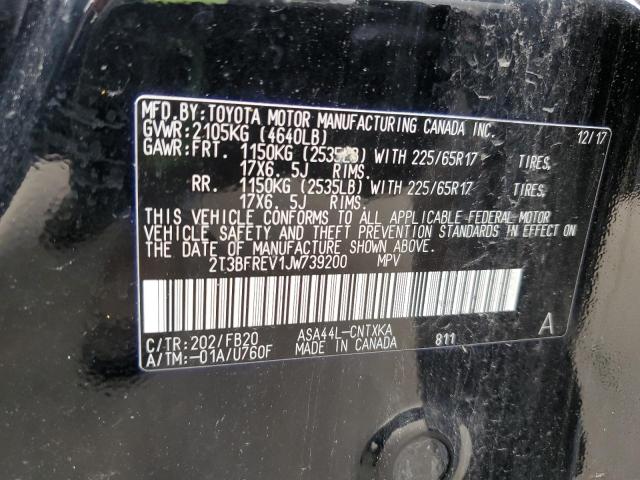 MFD.BY:TOYOTA MOTOR MANUFACTURING CANADA INC.
GVWR:2105KG (4640LB) 12/17
GAWR:FRT. 1150KG (2535LB) WITH 225/65R17 TIRES,
17X6.5J RIMS.
RR. 1150KG (2535LB) WITH 225/65R17 TIRES,
17X6.5J RIMS.
THIS VEHICLE CONFORMS TO ALL APPLICABLE FEDERAL MOTOR
VEHICLE SAFETY AND THEFT PREVENTION STANDARDS IN EFFECT ON
THE DATE OF MANUFACTURE SHOWN ABOVE.
2T3BFREV1JW739200 MPV
C/TR:202/FB20 ASA44L-CNTXKA A
A/TM:-01A/U760F MADE IN CANADA 811